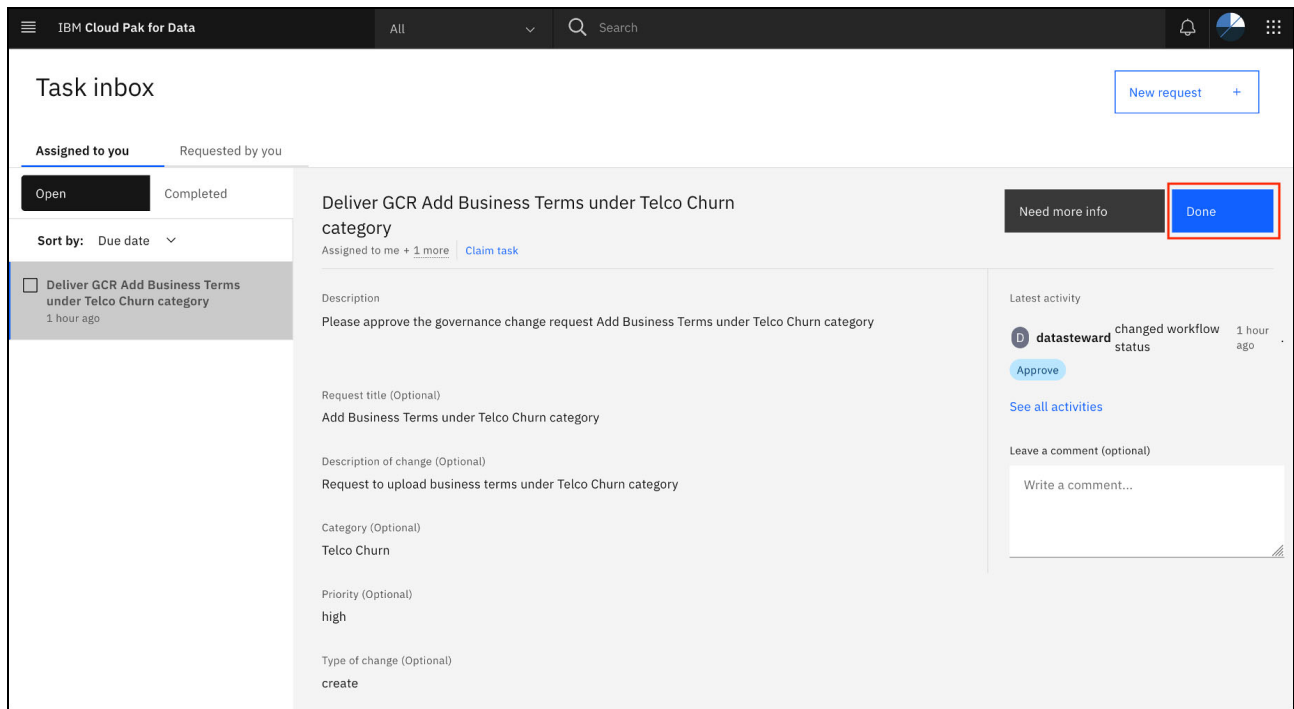 IBM Cloud Pak for Data
All
Search
Task inbox
New request +
Assigned to you
Requested by you
Open
Completed
Sort by: Due date
Deliver GCR Add Business Terms
under Telco Churn category
1 hour ago
Deliver GCR Add Business Terms under Telco Churn
category
Assigned to me + 1 more
Claim task
Need more info
Done
Description
Please approve the governance change request Add Business Terms under Telco Churn category
Request title (Optional)
Add Business Terms under Telco Churn category
Description of change (Optional)
Request to upload business terms under Telco Churn category
Category (Optional)
Telco Churn
Priority (Optional)
high
Type of change (Optional)
create
Latest activity
D datasteward changed workflow
status
1 hour
ago .
Approve
See all activities
Leave a comment (optional)
Write a comment...